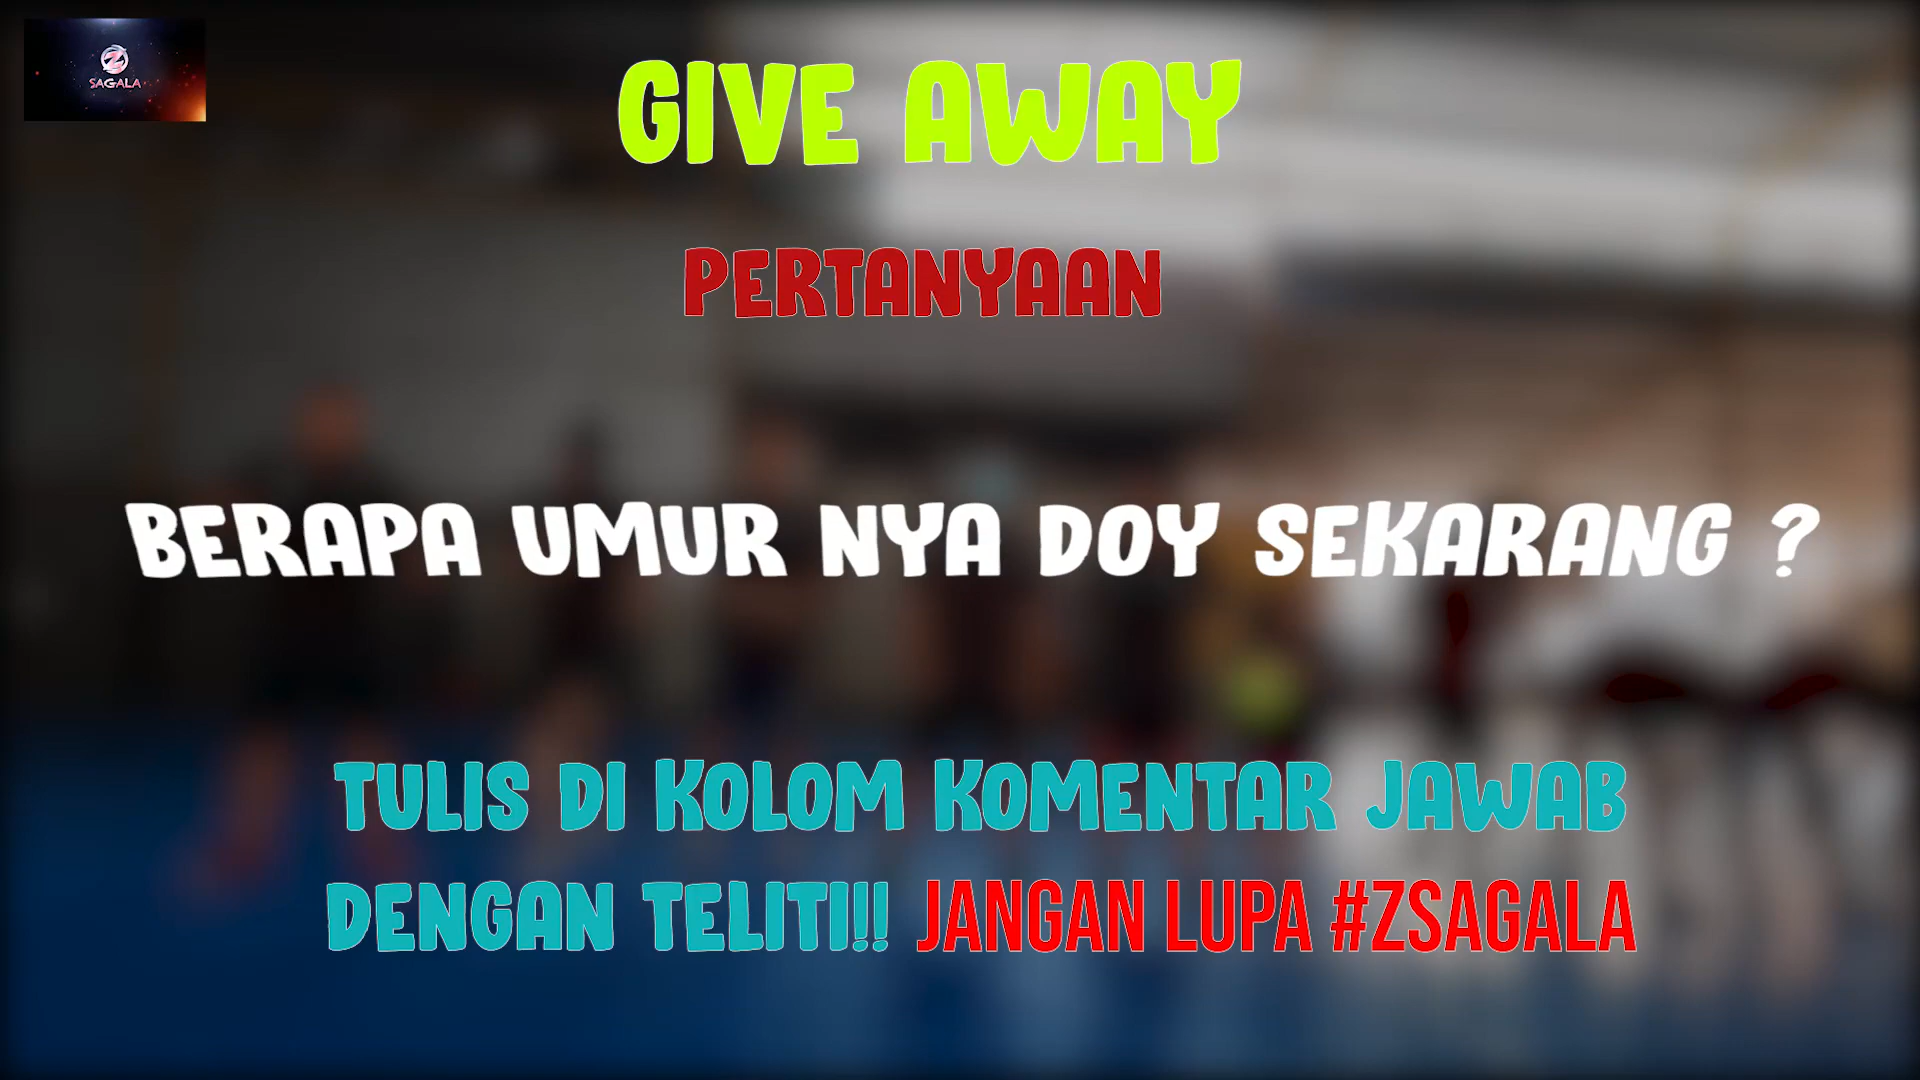 SAGALA
GIVE AWAY
PERTANYAAN
BERAPA UMUR NYA DOY SEKARANG ?
TULIS DI KOLOM KOMENTAR JAWAB
DENGAN TELITI!! JANGAN LUPA #ZSAGALA